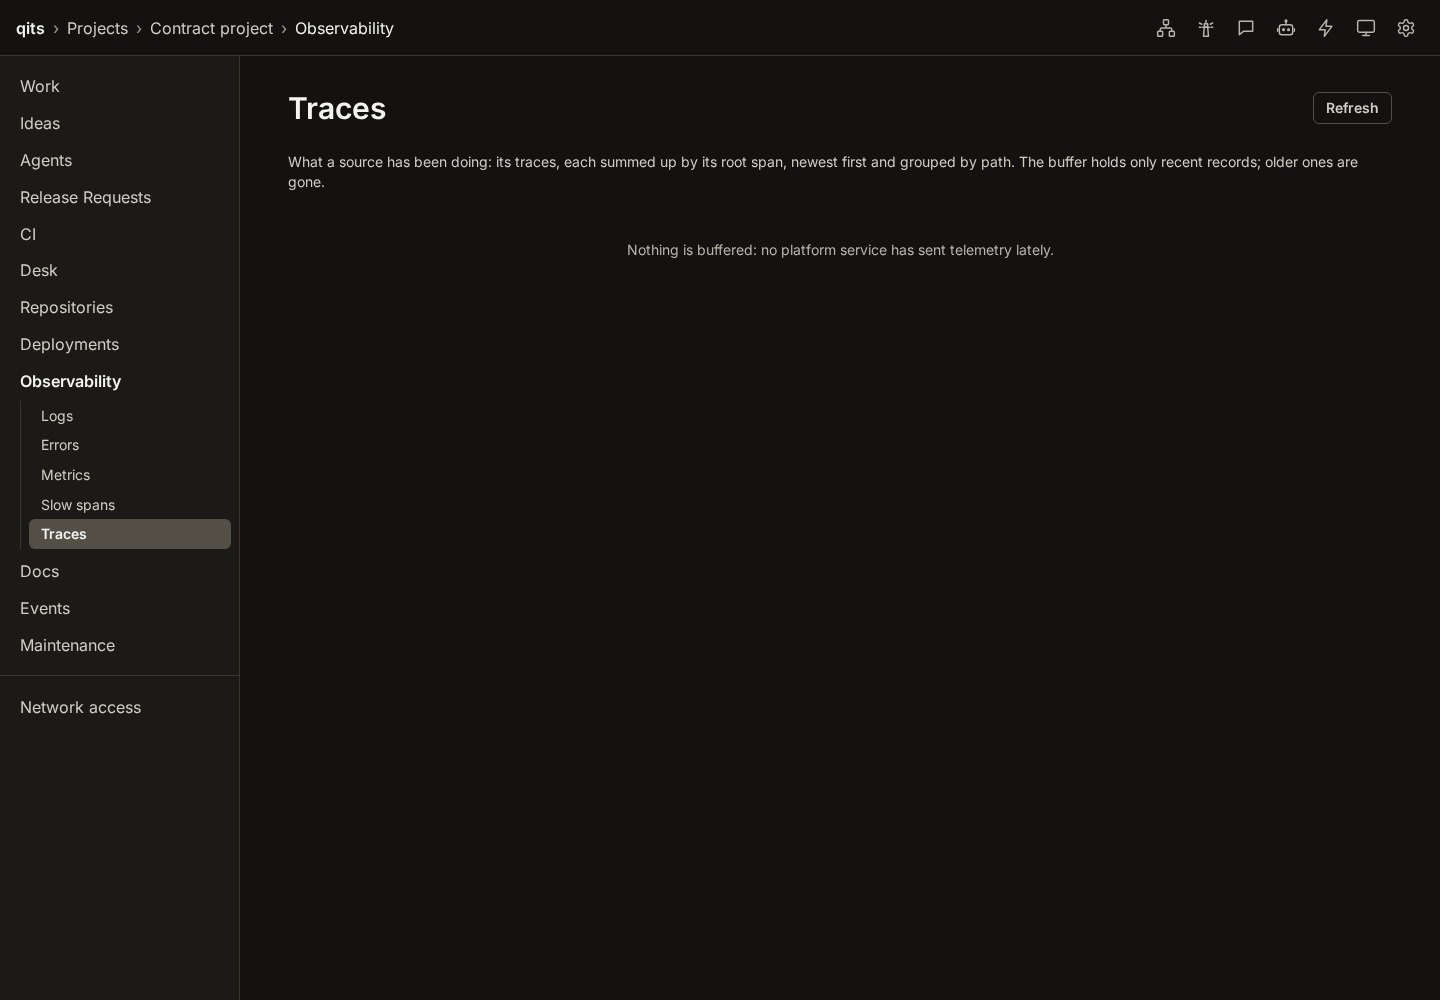 qits › Projects › Contract project › Observability
Work
Ideas
Agents
Release Requests
CI
Desk
Repositories
Deployments
Observability
Logs
Errors
Metrics
Slow spans
Traces
Docs
Events
Maintenance
Network access
Traces
Refresh
What a source has been doing: its traces, each summed up by its root span, newest first and grouped by path. The buffer holds only recent records; older ones are
gone.
Nothing is buffered: no platform service has sent telemetry lately.